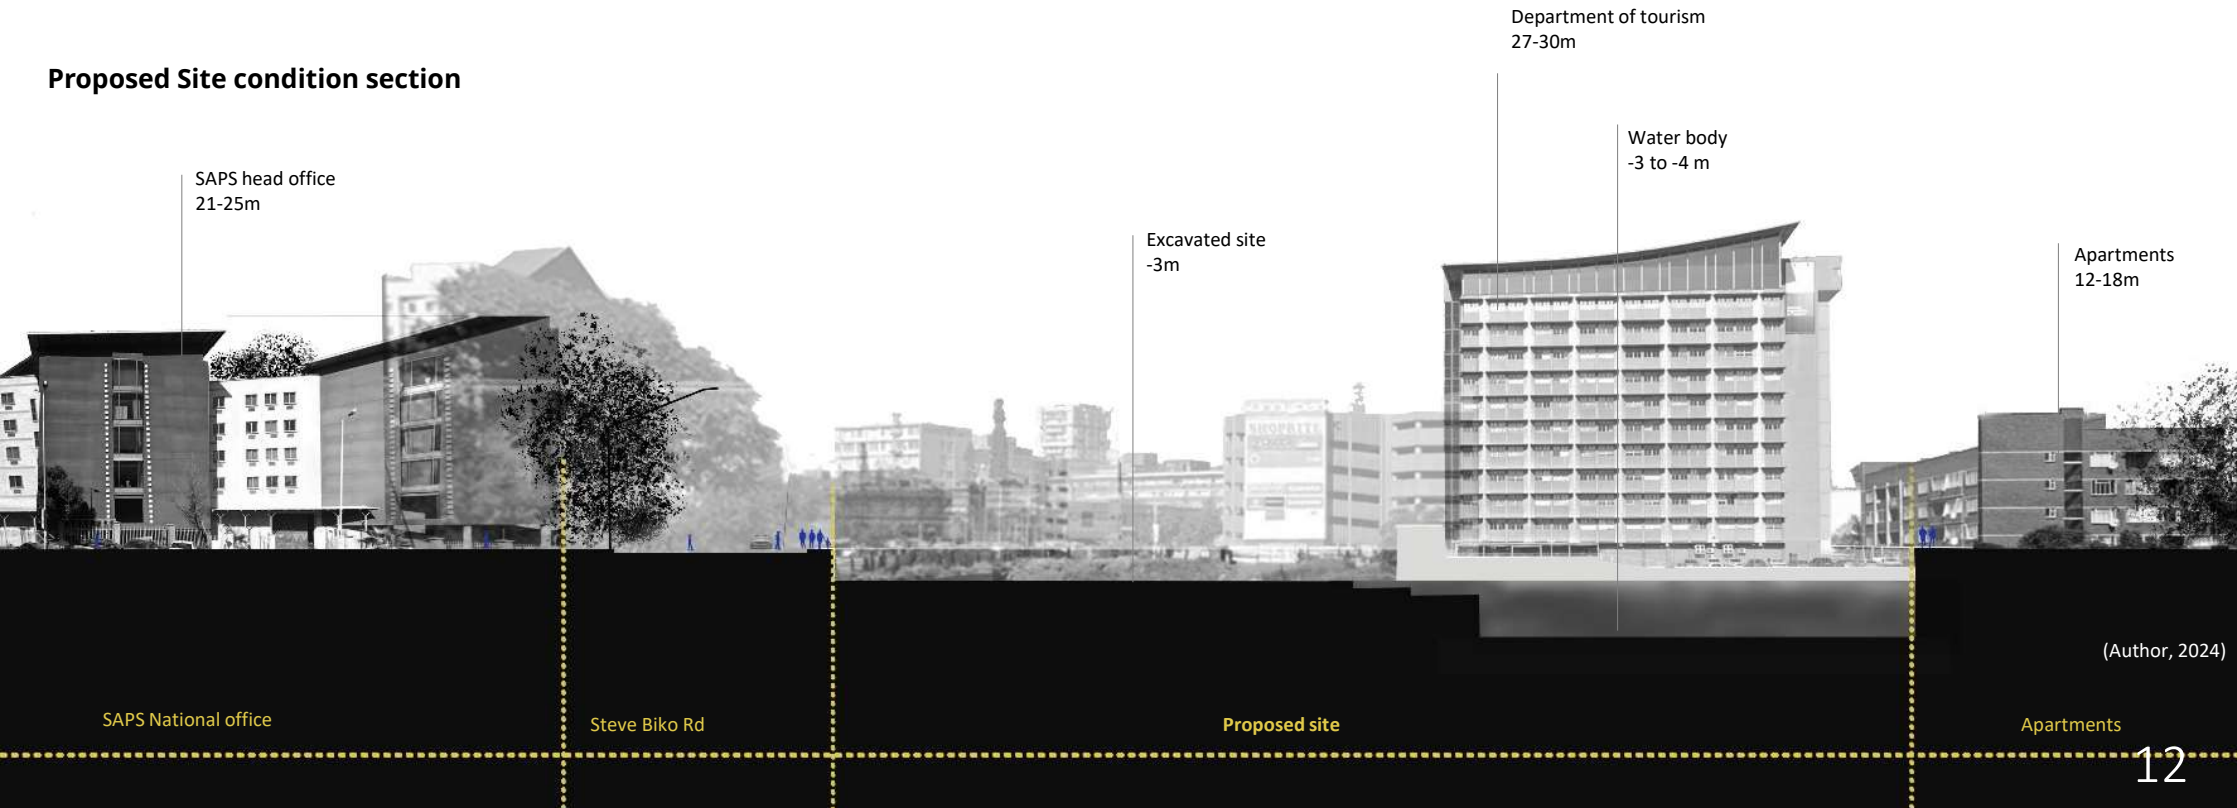 Proposed Site condition section
Department of tourism
27-30m
Water body
-3 to -4 m
SAPS head office
21-25m
Excavated site
-3m
Apartments
12-18m
SHOPRITE
(Author, 2024)
SAPS National office
Steve Biko Rd
Proposed site
Apartments
12